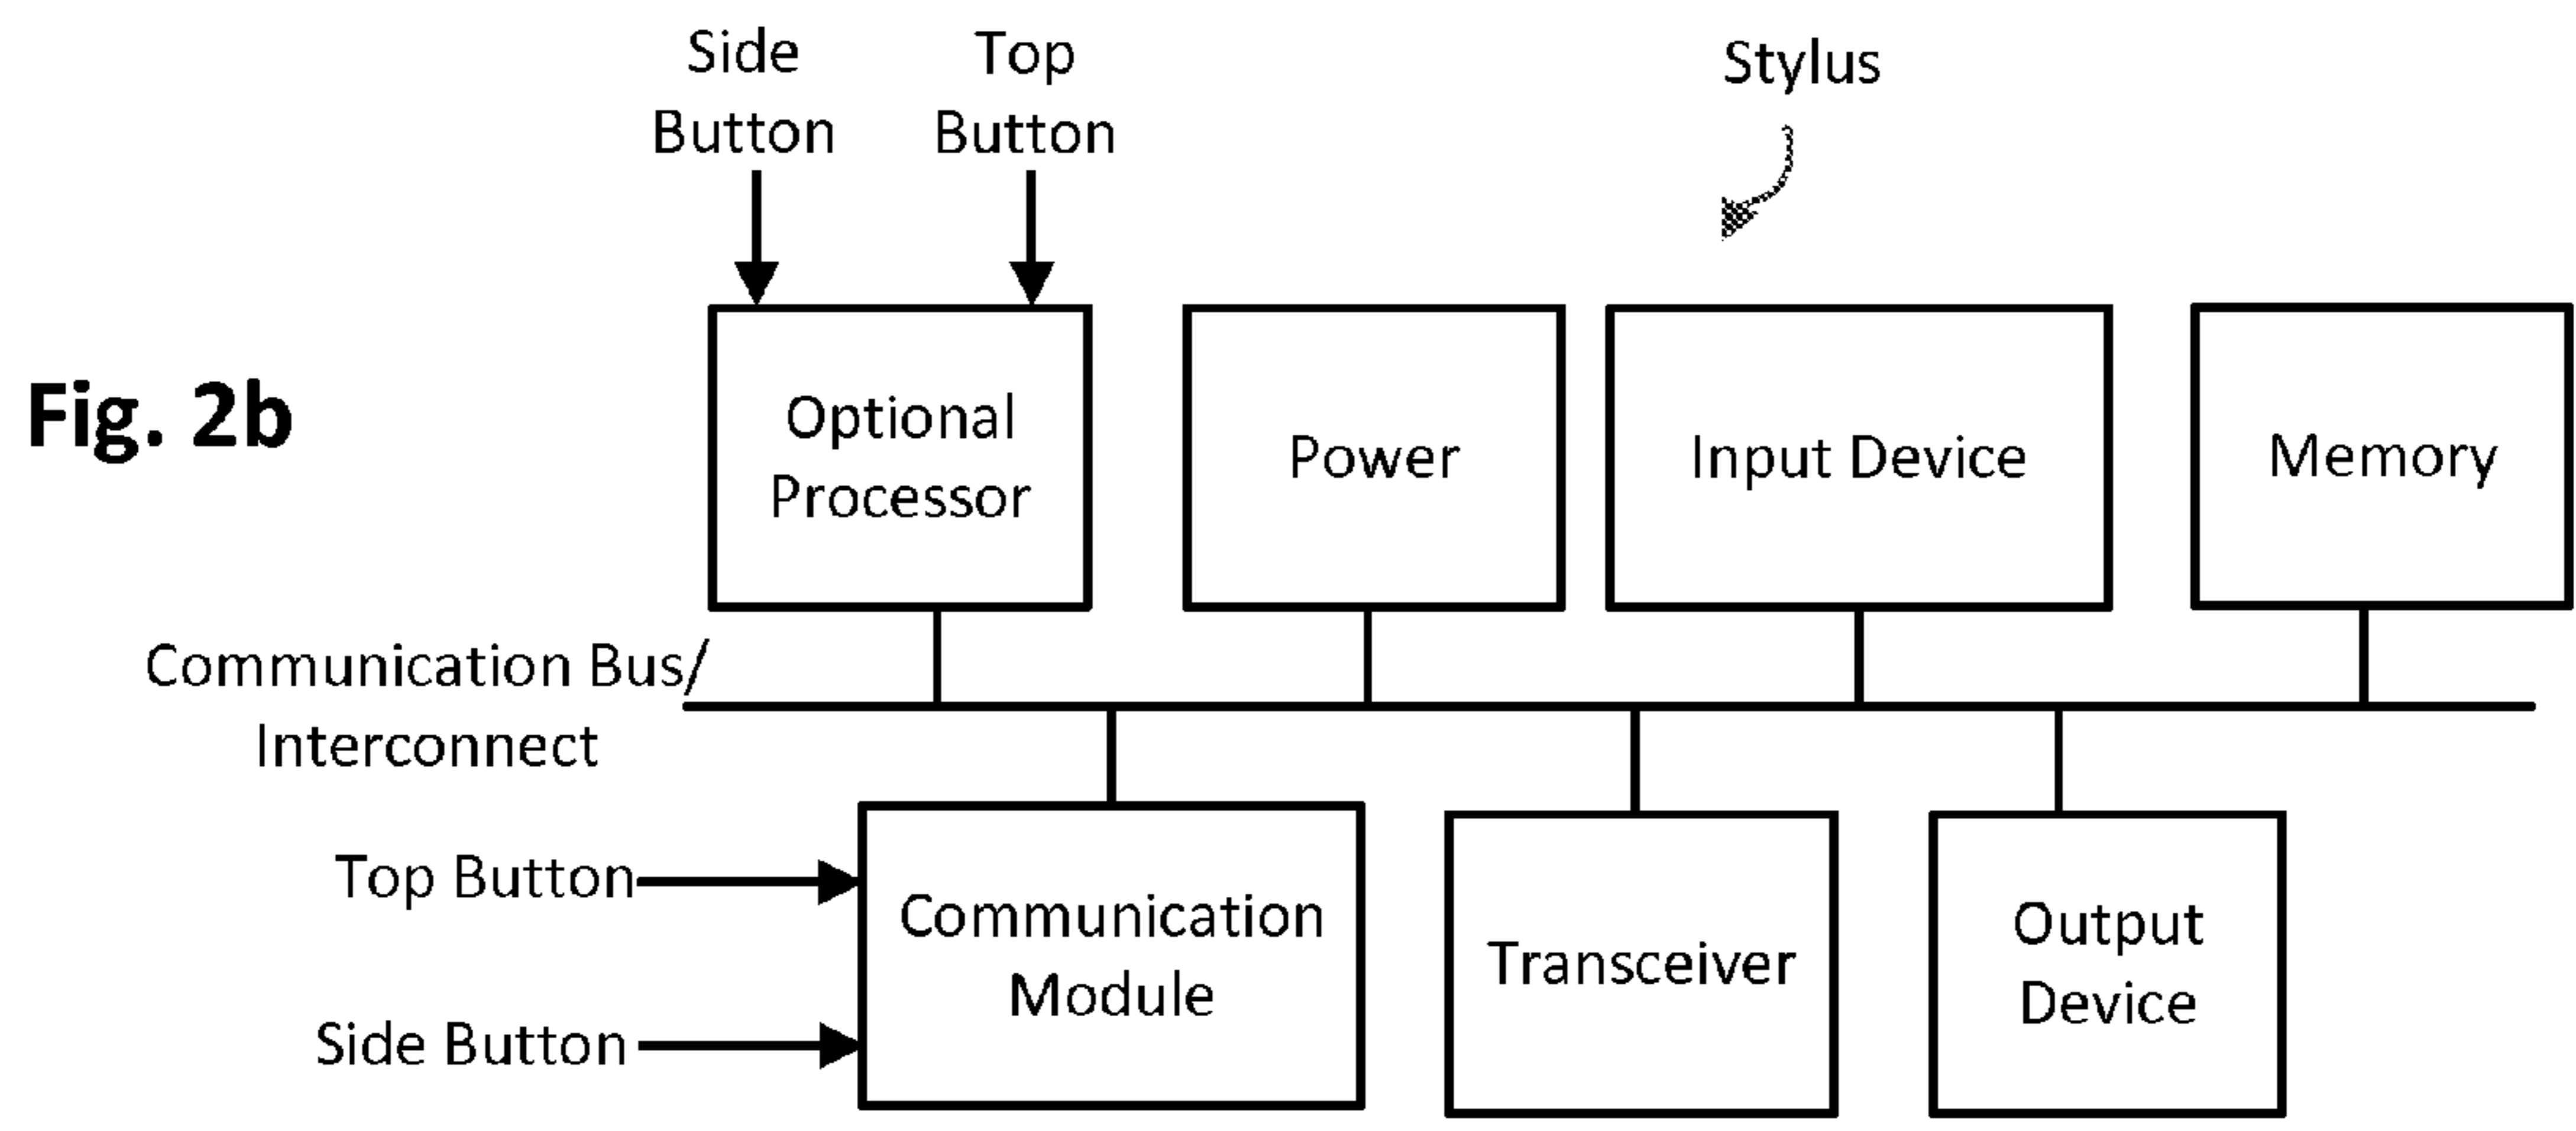 Side
Button
Top
Button
Stylus
Fig. 2b
Optional
Processor
Power
Input Device
Memory
Communication Bus/
Interconnect
Top Button
Side Button
Communication
Module
Transceiver
Output
Device